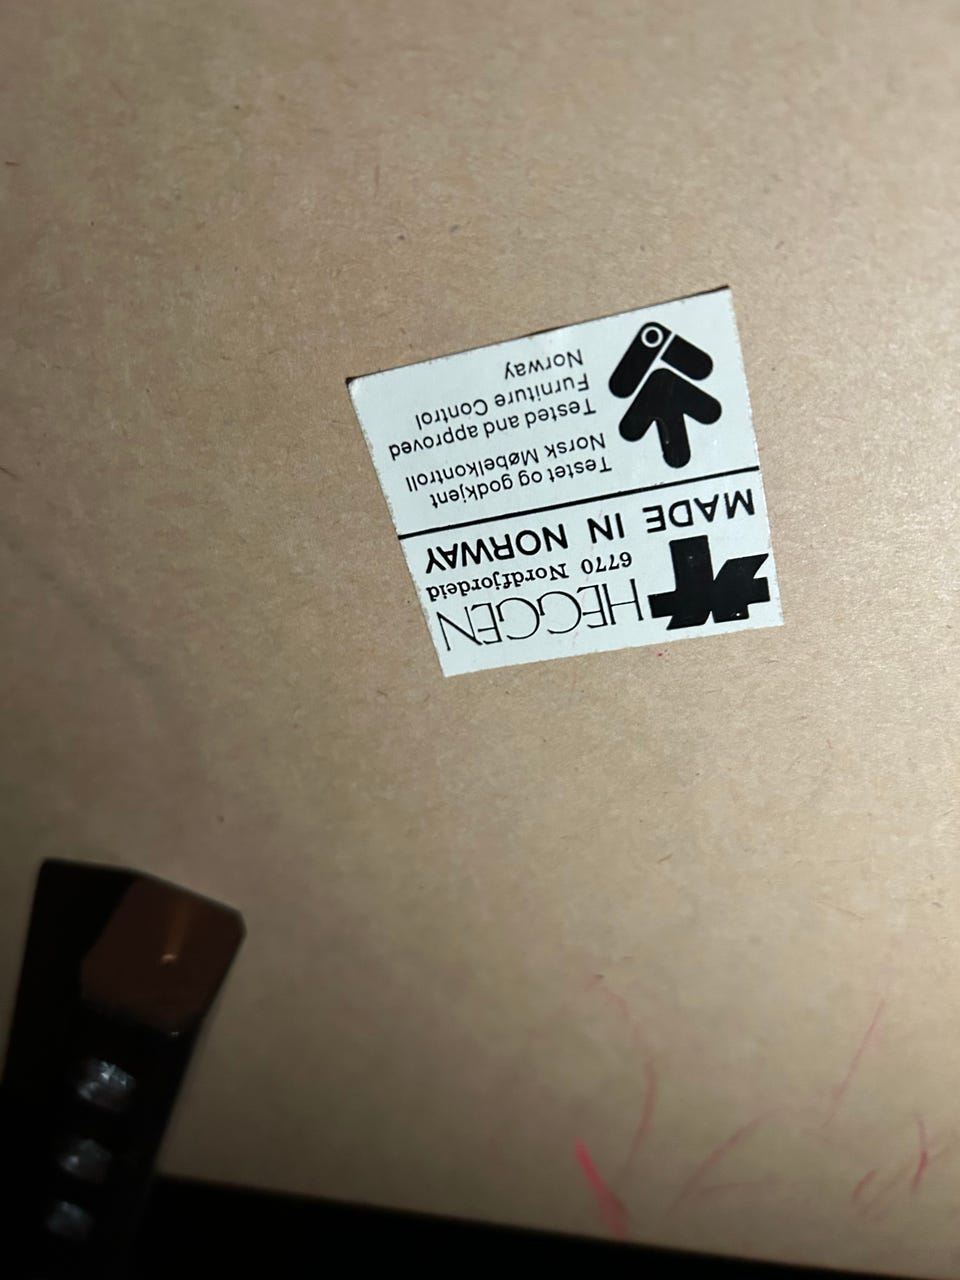 HEGGEN
6770 Nordfjordeid
MADE IN NORWAY
Testet og godkjent
Norsk Møbelkontroll
Tested and approved
Furniture Control
Norway